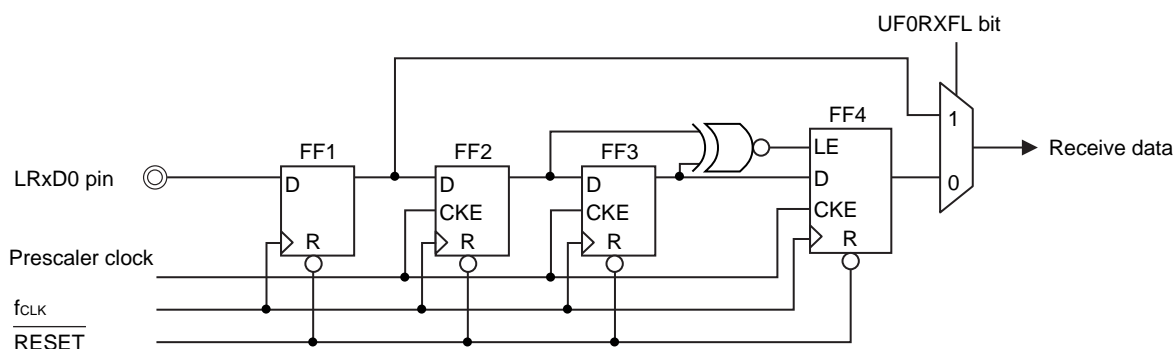 UF0RXFL bit
FF1
FF2
FF3
FF4
LRxD0 pin
D
R
D
CKE
R
D
CKE
R
LE
D
CKE
R
1
0
Receive data
Prescaler clock
fCLK
RESET